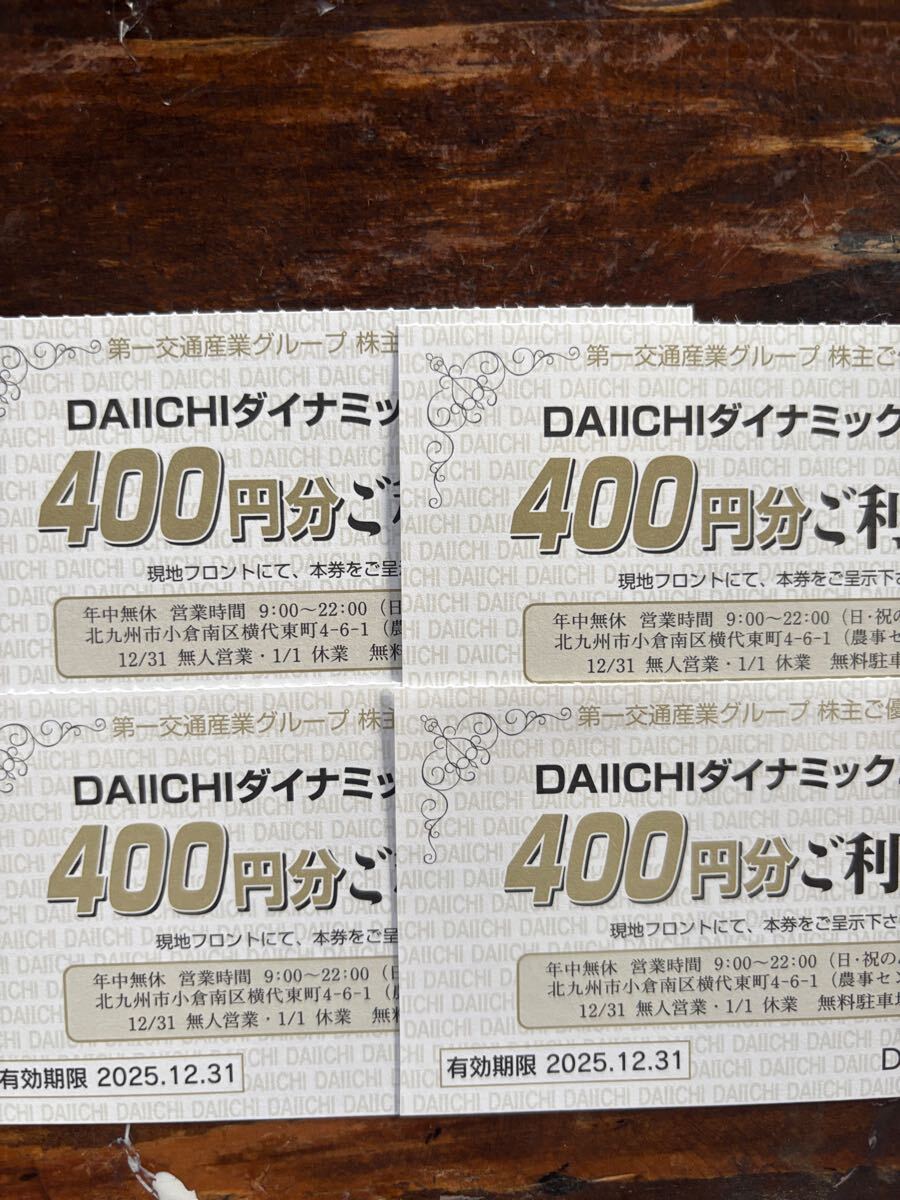 第一交通産業グループ 株主
DAIICHIダイナミッ
400円分ご
現地フロントにて、本券をご呈
年中無休 営業時間 9:00～22:00（日
北九州市小倉南区横代東町4-6-1（
12/31 無人営業・1/1 休業 無
第一交通産業グループ 株主ご
DAIICHIダイナミック
400円分ご利
現地フロントにて、本券をご呈示下さ
年中無休 営業時間 9:00～22:00（日・祝の
北九州市小倉南区横代東町4-6-1（農事セ
12/31 無人営業・1/1 休業 無料駐車
第一交通産業グループ 株主
DAIICHIダイナミッ
400円分ご
現地フロントにて、本券をご呈
年中無休 営業時間 9:00～22:00（日
北九州市小倉南区横代東町4-6-1（
12/31 無人営業・1/1 休業 無料
有効期限 2025.12.31
第一交通産業グループ 株主ご優
DAIICHIダイナミック
400円分ご利
現地フロントにて、本券をご呈示下さ
年中無休 営業時間 9:00～22:00（日・祝の
北九州市小倉南区横代東町4-6-1（農事セン
12/31 無人営業・1/1 休業 無料駐車場
有効期限 2025.12.31
D